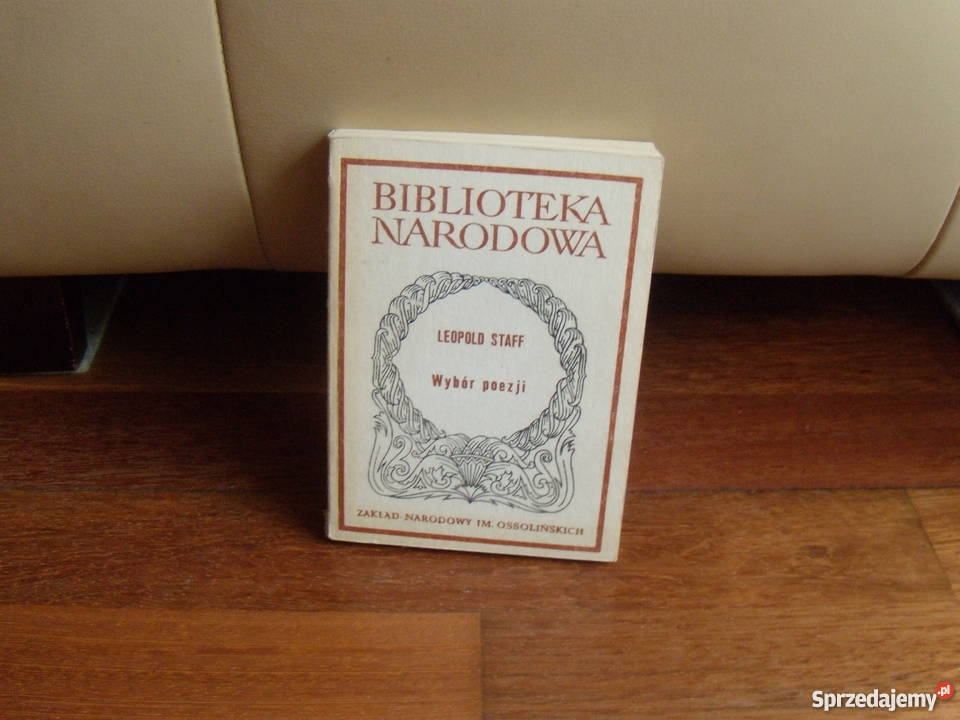 BIBLIOTEKA
NARODOWA
LEOPOLD STAFF
Wybór poezji
ZAKŁAD NARODOWY IM. OSSOLIŃSKICH
Sprzedajemy.pl